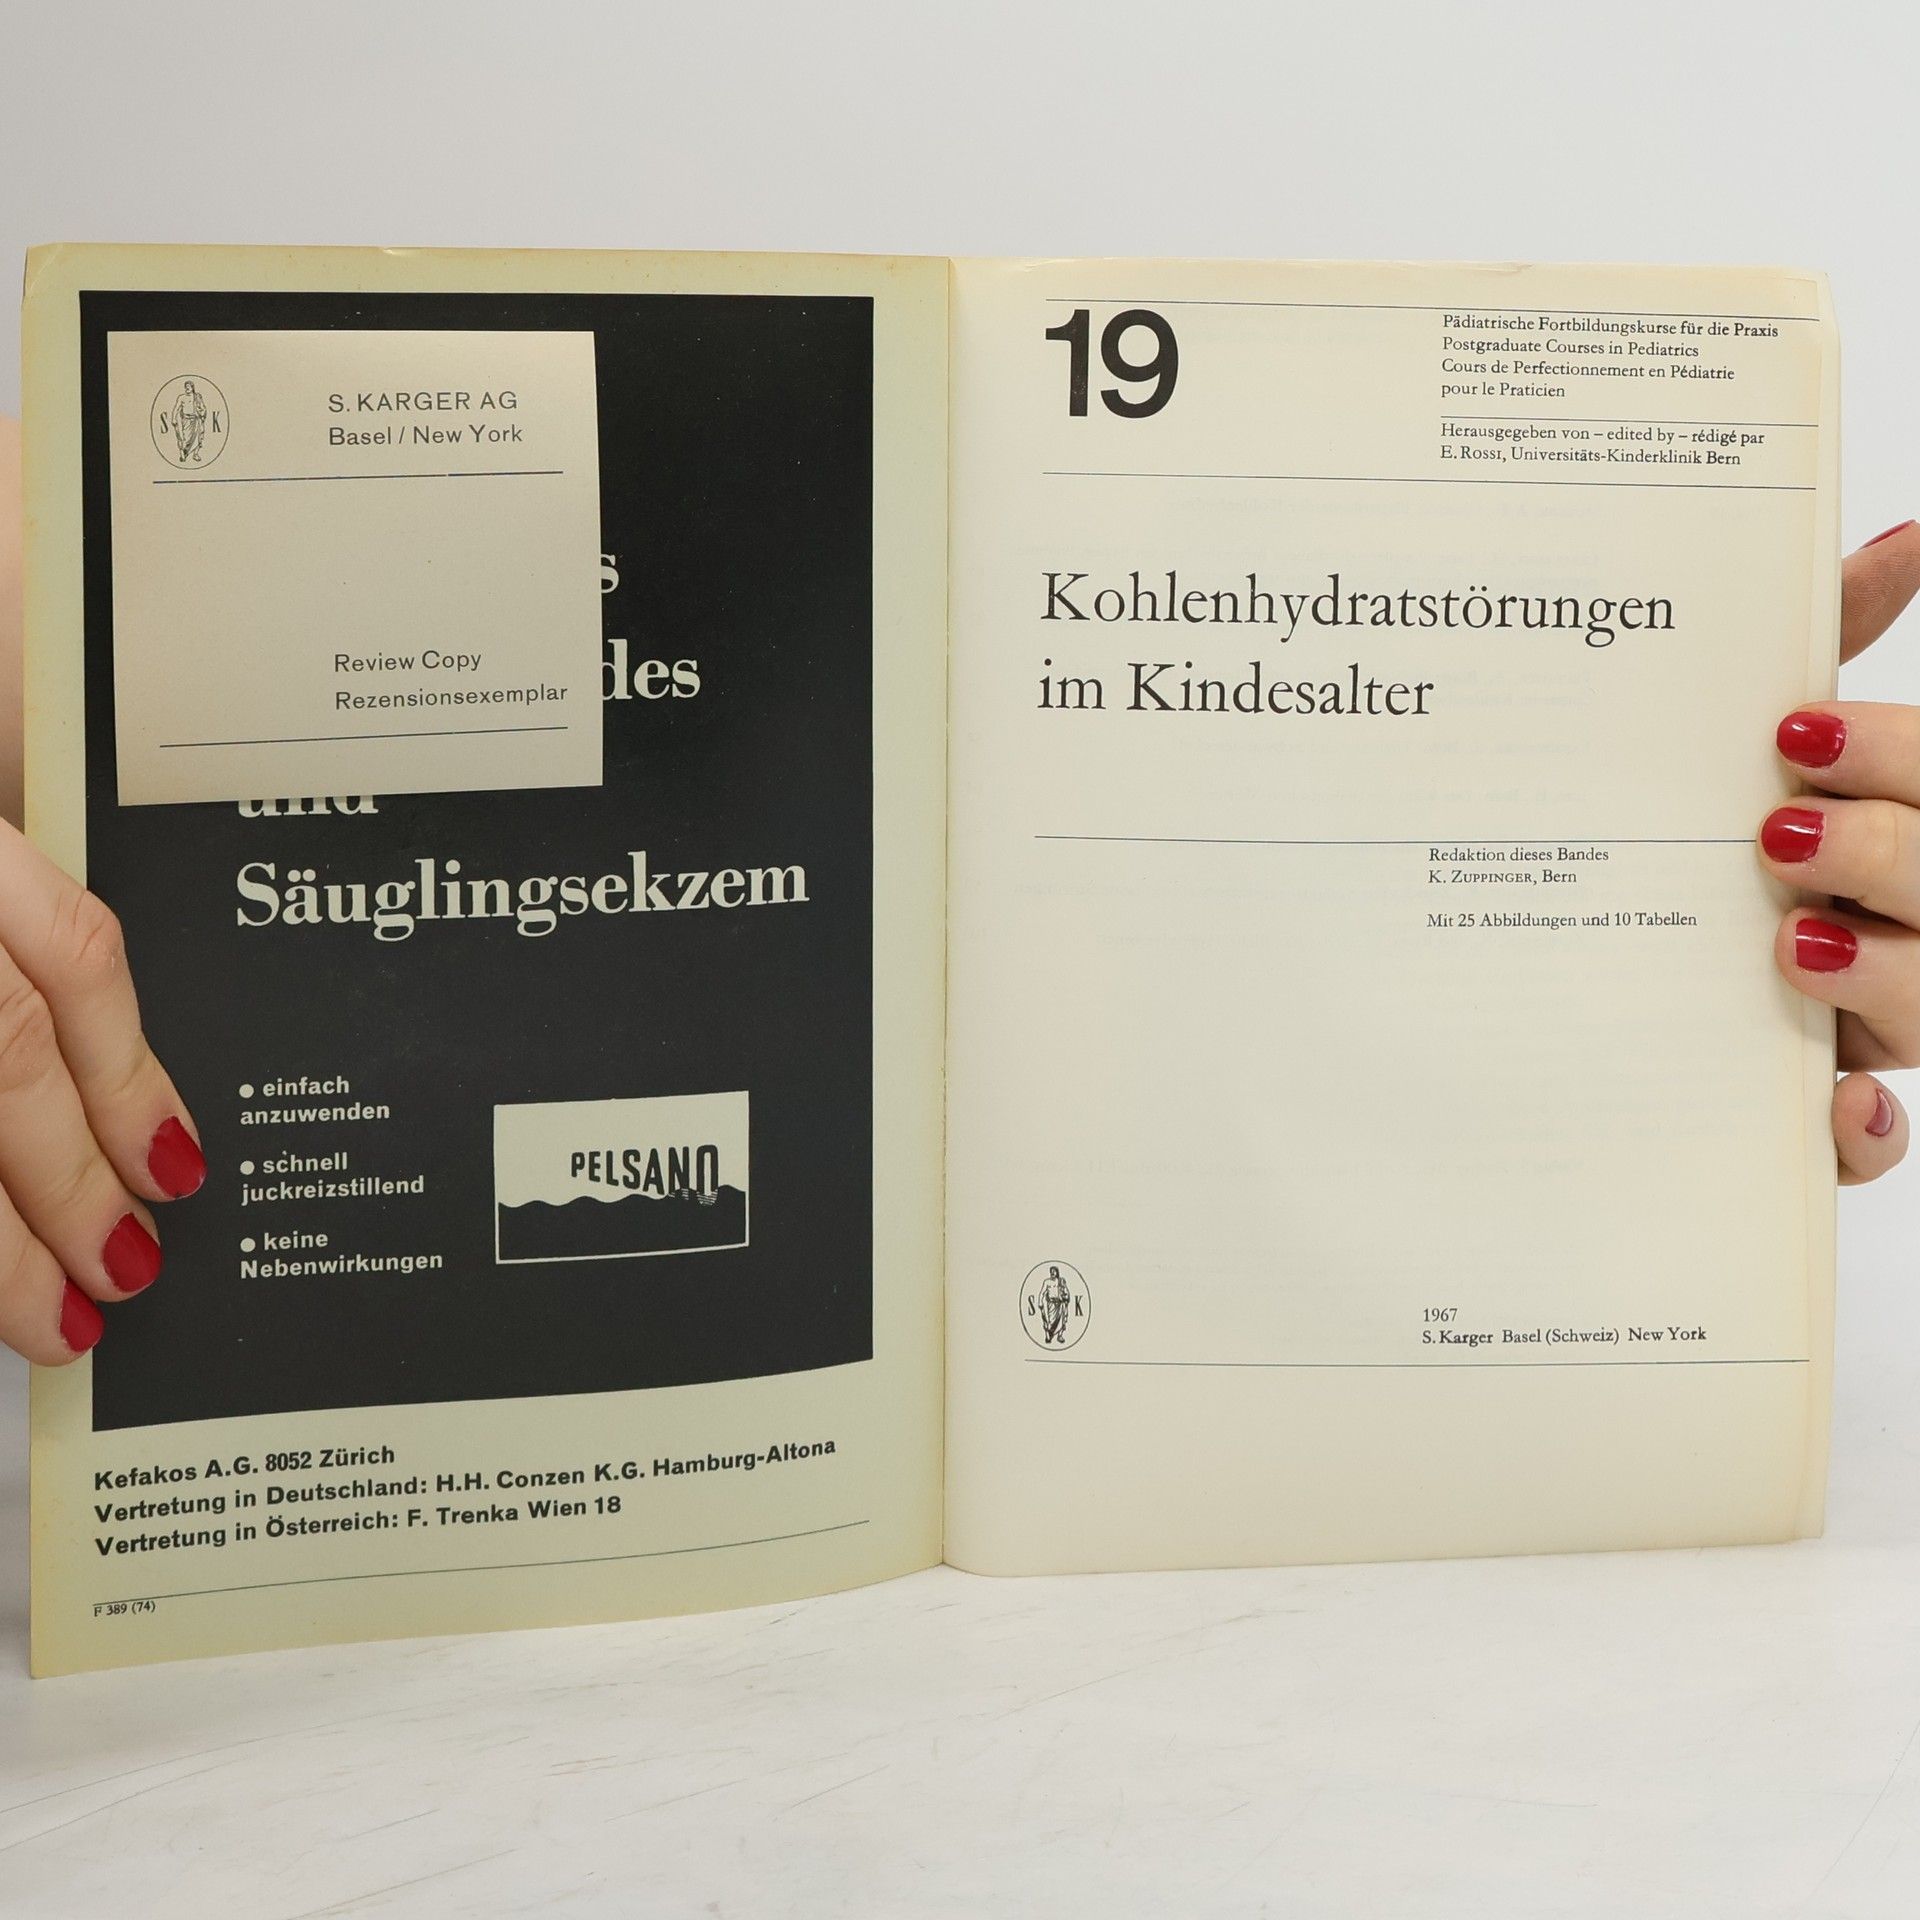 S K
S. KARGER AG
Basel / New York
Review Copy
Rezensionsexemplar
des
und
Säuglingsekzem
● einfach
anzuwenden
● schnell
juckreizstillend
● keine
Nebenwirkungen
PELSANO
Kefakos A.G. 8052 Zürich
Vertretung in Deutschland: H.H. Conzen K.G. Hamburg-Altona
Vertretung in Österreich: F. Trenka Wien 18
F 389 (74)
19
Pädiatrische Fortbildungskurse für die Praxis
Postgraduate Courses in Pediatrics
Cours de Perfectionnement en Pédiatrie
pour le Praticien
Herausgegeben von – edited by – rédigé par
E. ROSSI, Universitäts-Kinderklinik Bern
Kohlenhydratstörungen
im Kindesalter
Redaktion dieses Bandes
K. ZUPPINGER, Bern
Mit 25 Abbildungen und 10 Tabellen
S K
1967
S. Karger Basel (Schweiz) New York